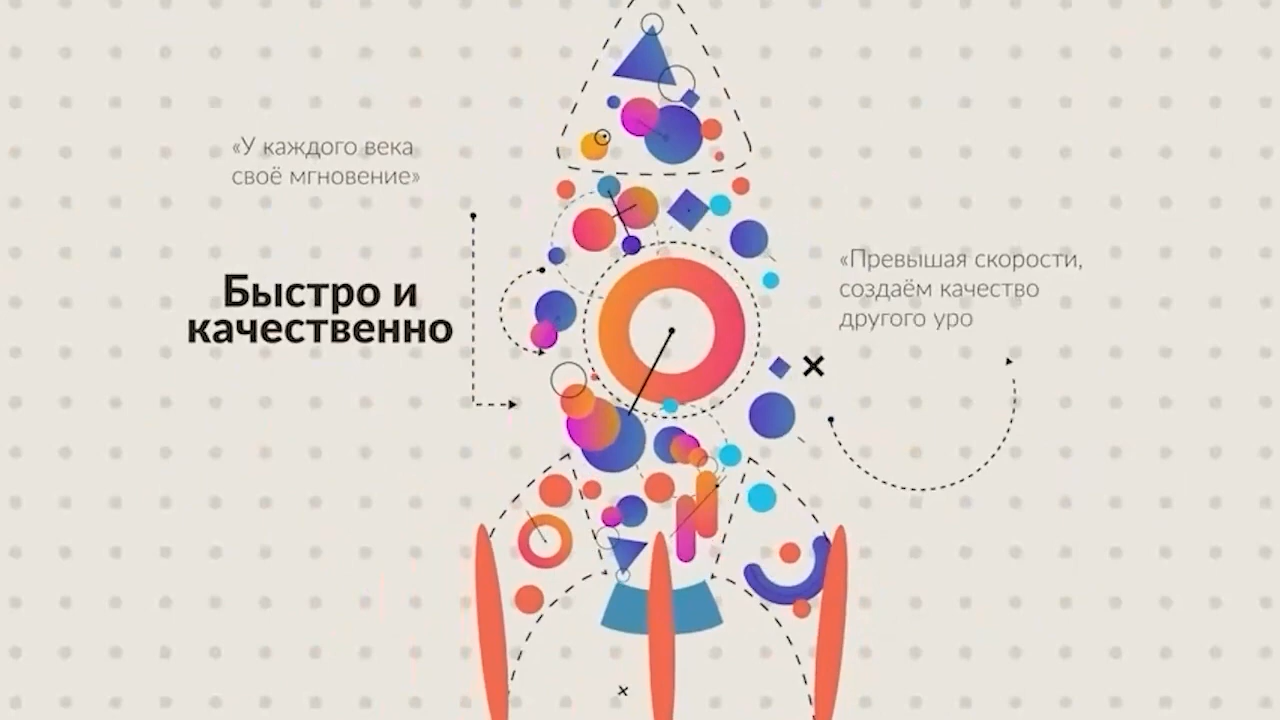 «У каждого века
своё мгновение»
Быстро и
качественно
«Превышая скорости,
создаём качество
другого уро